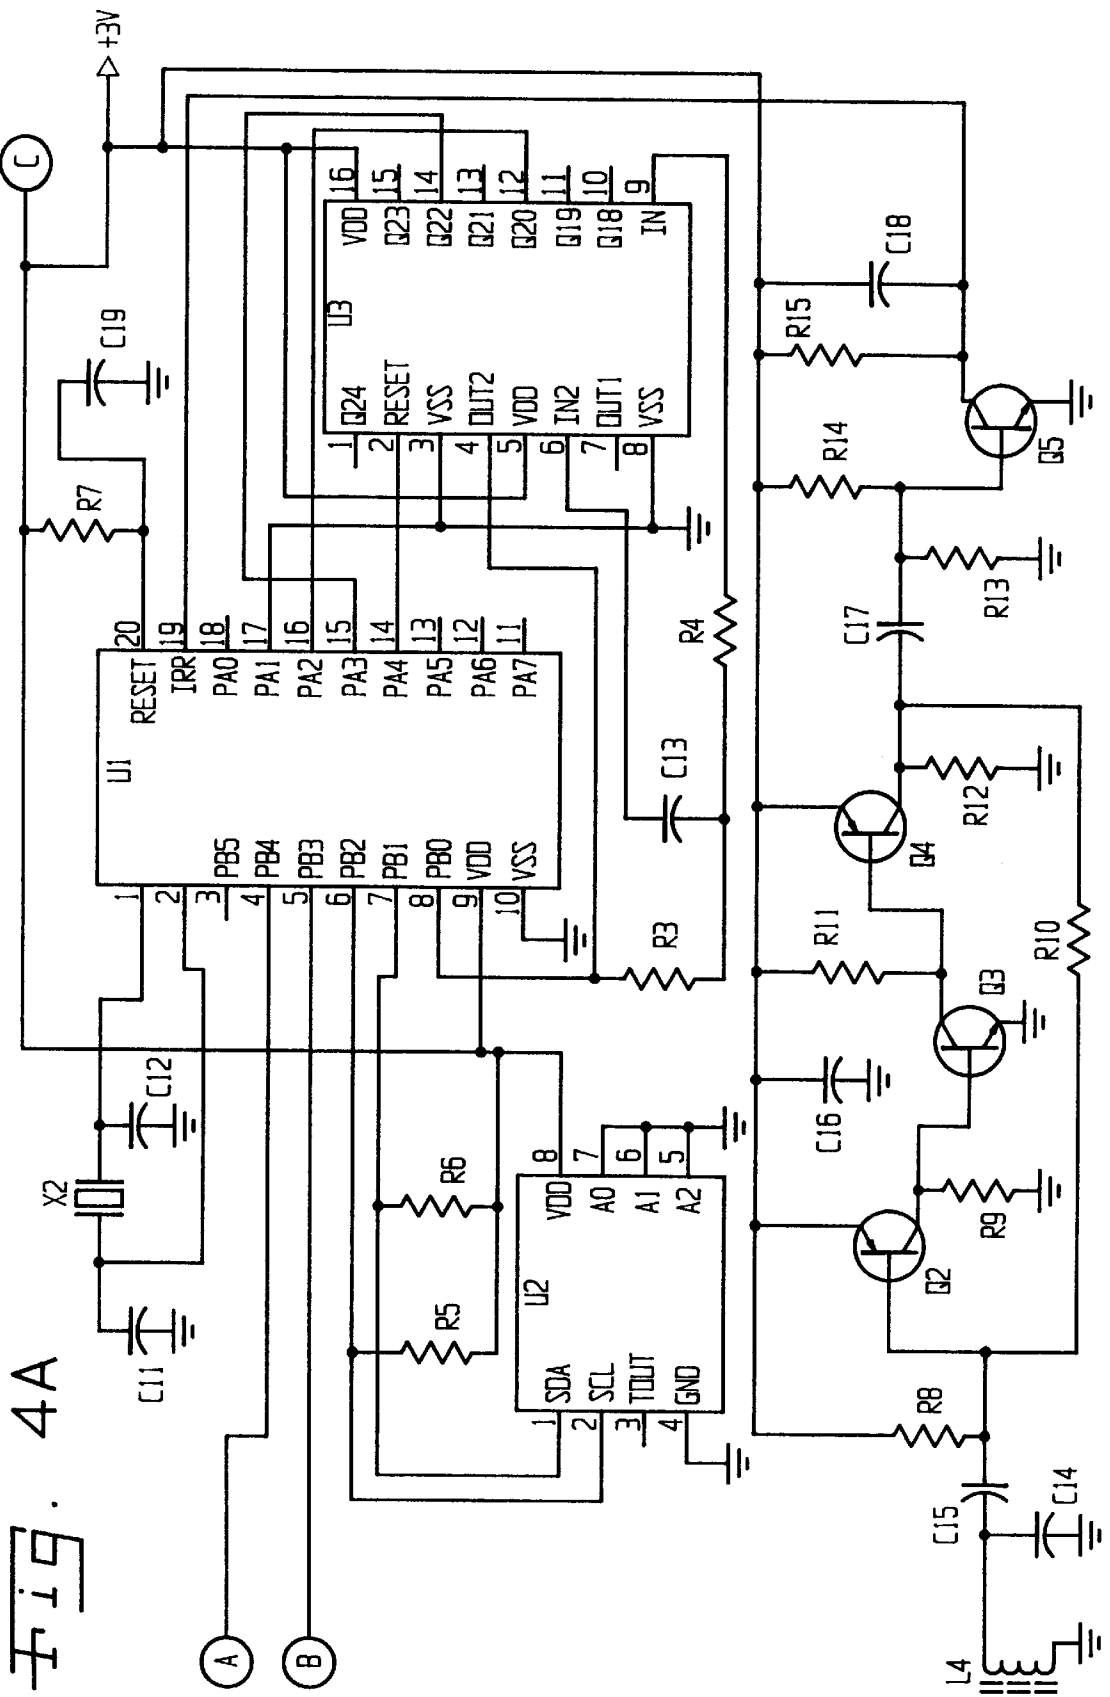 Fig. 4A
A
B
C
+3V
X2
C11
C12
U1
1
2
3 PB5
4 PB4
5 PB3
6 PB2
7 PB1
8 PB0
9 VDD
10 VSS
RESET 20
IRR 19
PA0 18
PA1 17
PA2 16
PA3 15
PA4 14
PA5 13
PA6 12
PA7 11
R7
C19
U3
1 Q24
2 RESET
3 VSS
4 OUT2
5 VDD
6 IN2
7 OUT1
8 VSS
VDD 16
Q23 15
Q22 14
Q21 13
Q20 12
Q19 11
Q18 10
IN 9
R5
R6
U2
1 SDA
2 SCL
3 TOUT
4 GND
VDD 8
A0 7
A1 6
A2 5
R3
C13
R4
L4
C14
C15
R8
Q2
R9
C16
Q3
R11
R10
Q4
R12
C17
R13
R14
Q5
R15
C18